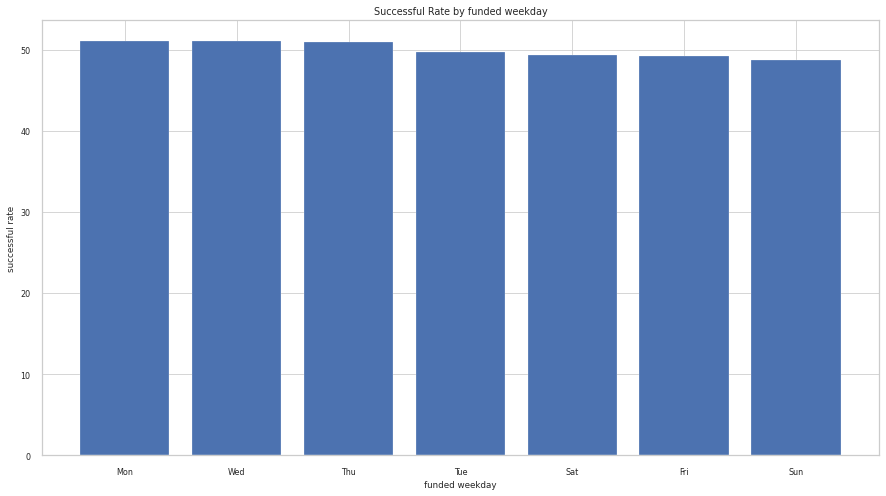 Successful Rate by funded weekday
successful rate
50
40
30
20
10
0
Mon Wed Thu Tue Sat Fri Sun
funded weekday